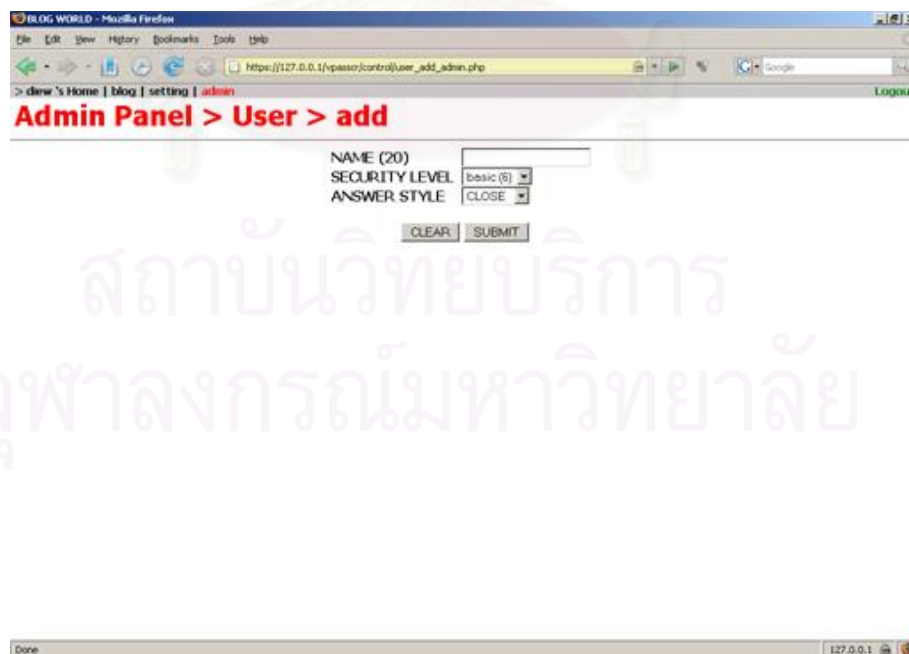 BLOG WORLD - Mozilla Firefox
File Edit View History Bookmarks Tools Help
https://127.0.0.1/vpasscr/control/user_add_admin.php
Google
> diew 's Home | blog | setting | admin
Logou
Admin Panel > User > add
NAME (20)
SECURITY LEVEL basic (6)
ANSWER STYLE CLOSE
CLEAR SUBMIT
สถาบันวิทยบริการ
จุฬาลงกรณ์มหาวิทยาลัย
Done 127.0.0.1